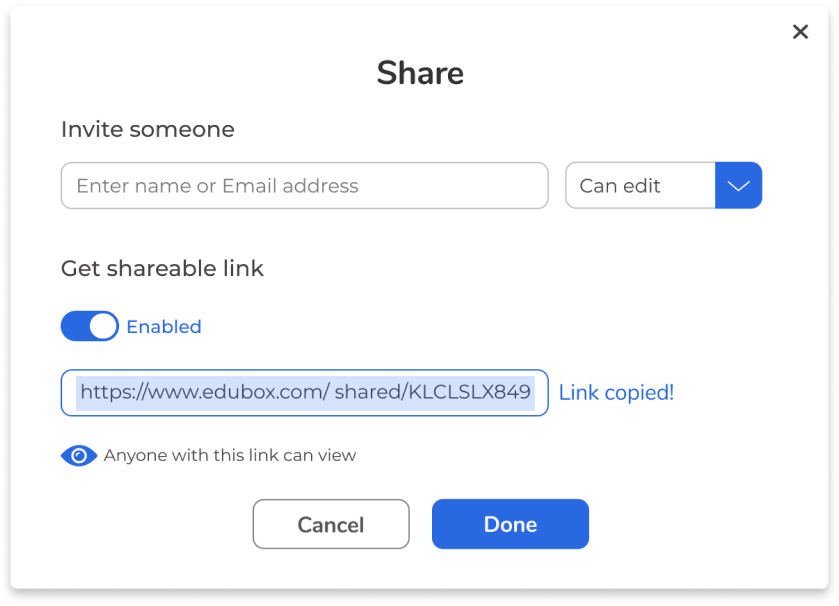 Share
Invite someone
Enter name or Email address Can edit
Get shareable link
Enabled
https://www.edubox.com/ shared/KLCLSLX849 Link copied!
Anyone with this link can view
Cancel Done